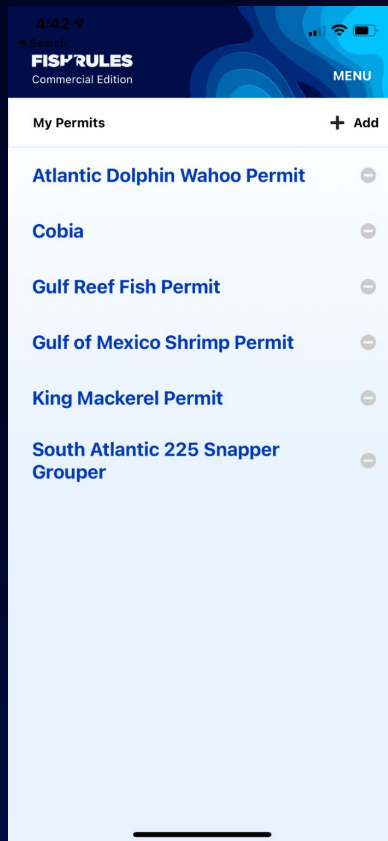 4:42
◀ Search
FISH RULES
Commercial Edition
MENU
My Permits
+ Add
Atlantic Dolphin Wahoo Permit
Cobia
Gulf Reef Fish Permit
Gulf of Mexico Shrimp Permit
King Mackerel Permit
South Atlantic 225 Snapper
Grouper